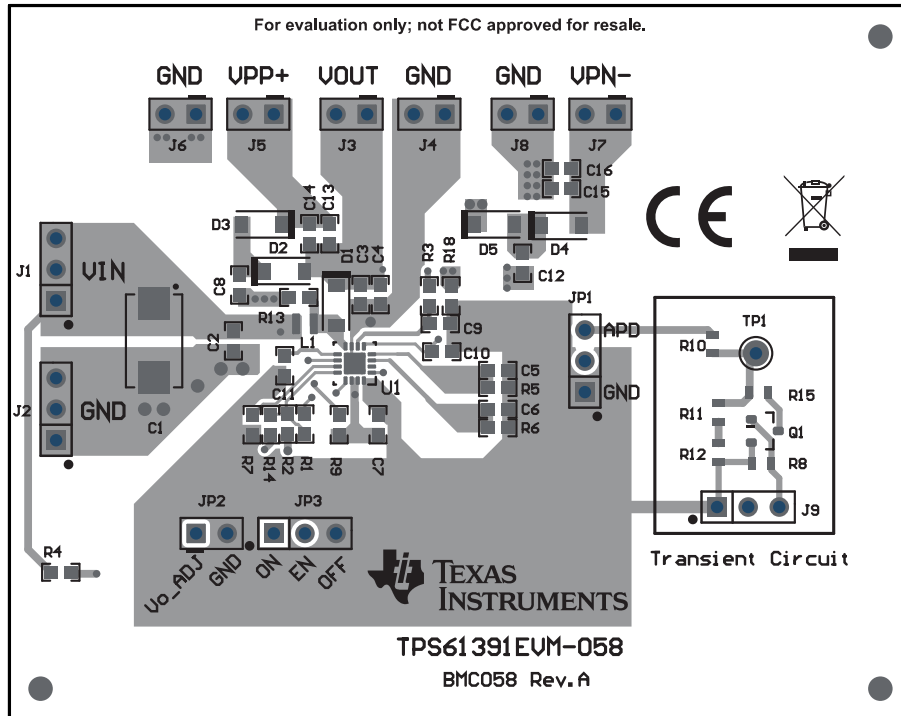 For evaluation only; not FCC approved for resale.
GND VPP+ VOUT GND GND VPN-
J6 J5 J3 J4 J8 J7
C16
C15
C14
C13
D3
D2
D1
C3
C4
R3
R18
D5 D4
CE
J1
VIN
C8
C12
R13
JP1
TP1
APD
R10
C2
L1
C9
C10
U1
C11
C5
R5
GND
J2
GND
C1
C6
R6
R15
R11
Q1
R12
R8
R7
R14
R2
R1
R9
C7
JP2 JP3
J9
Vo_ADJ
GND
ON
EN
OFF
R4
Transient Circuit
TEXAS
INSTRUMENTS
TPS61391EVM-058
BMC058 Rev.A